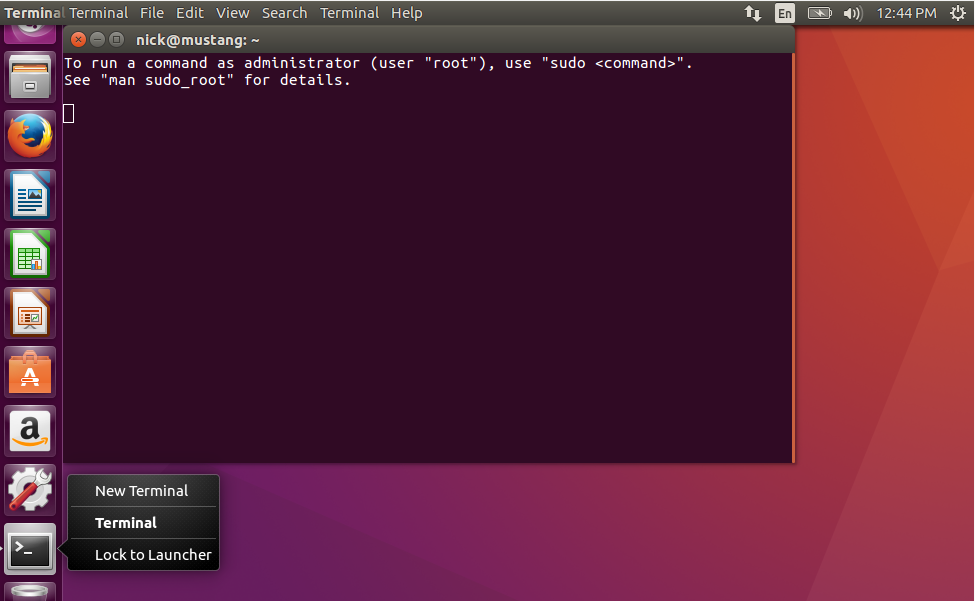 Terminal Terminal File Edit View Search Terminal Help En 12:44 PM
nick@mustang: ~
To run a command as administrator (user "root"), use "sudo <command>".
See "man sudo_root" for details.
A
a
New Terminal
Terminal
>_ Lock to Launcher